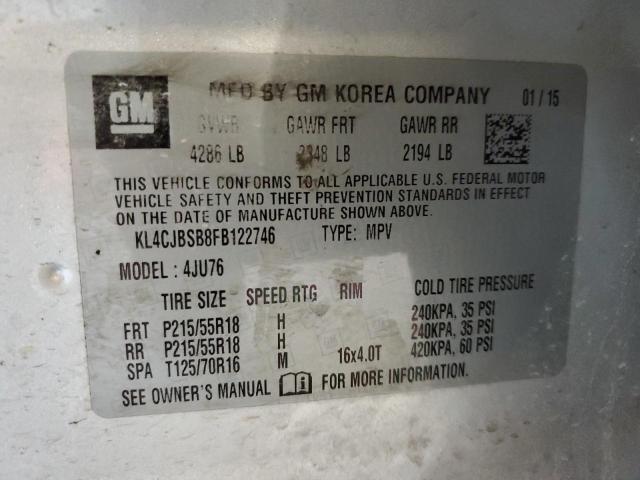 GM MFD BY GM KOREA COMPANY 01/15
GVWR GAWR FRT GAWR RR
4286 LB 2348 LB 2194 LB
THIS VEHICLE CONFORMS TO ALL APPLICABLE U.S. FEDERAL MOTOR
VEHICLE SAFETY AND THEFT PREVENTION STANDARDS IN EFFECT
ON THE DATE OF MANUFACTURE SHOWN ABOVE.
KL4CJBSB8FB122746 TYPE: MPV
MODEL: 4JU76
TIRE SIZE SPEED RTG RIM COLD TIRE PRESSURE
FRT P215/55R18 H 240KPA, 35 PSI
RR P215/55R18 H 240KPA, 35 PSI
SPA T125/70R16 M 16x4.0T 420KPA, 60 PSI
SEE OWNER'S MANUAL FOR MORE INFORMATION.